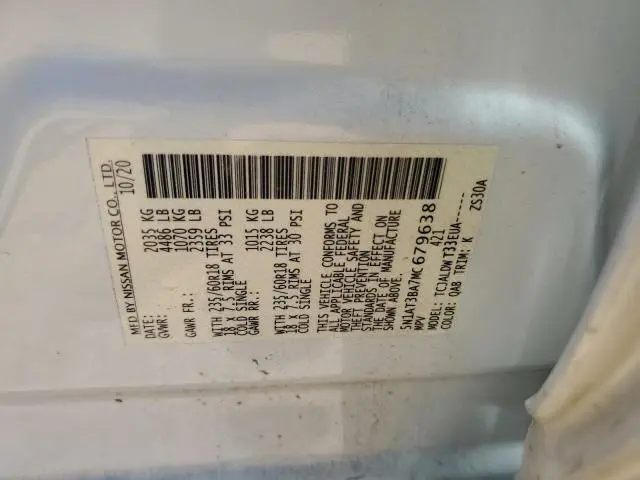 MFD BY NISSAN MOTOR CO., LTD.
DATE: 10/20
GVWR: 2035 KG
4486 LB
GAWR FR.: 1070 KG
2359 LB
WITH 235/60R18 TIRES
18 X 7.5 RIMS AT 33 PSI
COLD SINGLE
GAWR RR.: 1015 KG
2238 LB
WITH 235/60R18 TIRES
18 X 7.5 RIMS AT 30 PSI
COLD SINGLE
THIS VEHICLE CONFORMS TO
ALL APPLICABLE FEDERAL
MOTOR VEHICLE SAFETY AND
THEFT PREVENTION
STANDARDS IN EFFECT ON
THE DATE OF MANUFACTURE
SHOWN ABOVE.
5N1AT3BA7MC679638
MPV 421
MODEL: TCJALDWT33EUA------
COLOR: QAB TRIM: K ZS30A